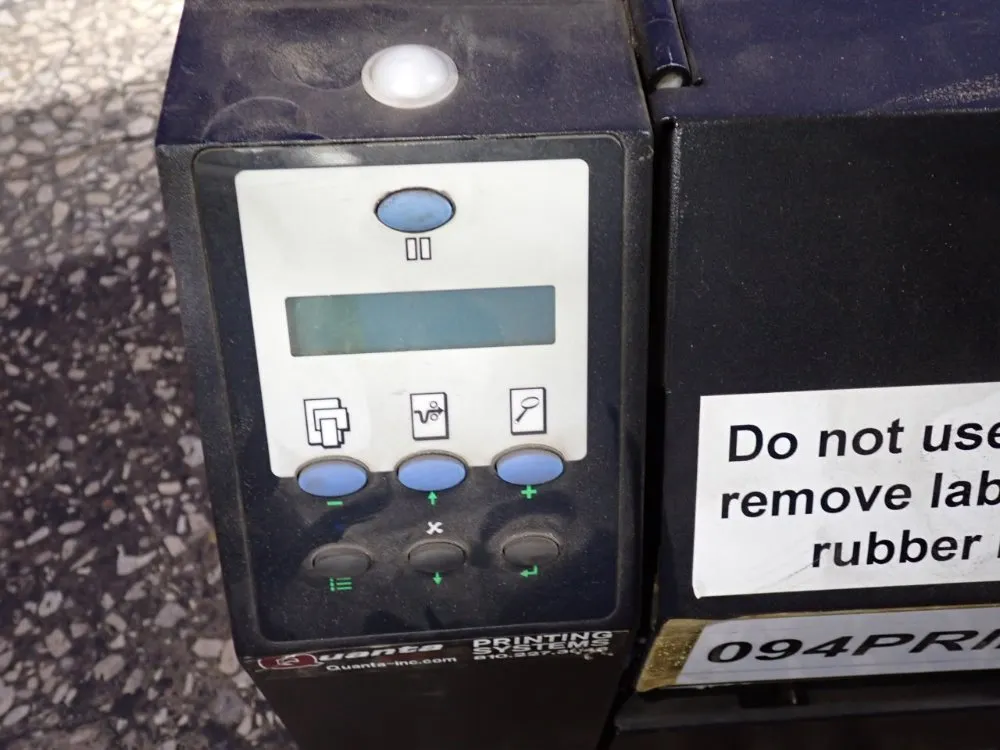 Do not use
remove lab
rubber
094PRI
Quanta
Quanta-inc.com
PRINTING
SYSTEMS